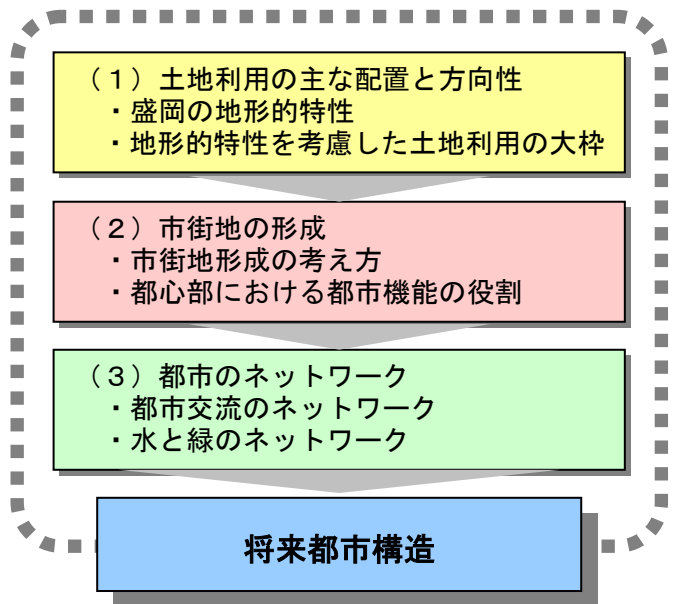 （１）土地利用の主な配置と方向性
・盛岡の地形的特性
・地形的特性を考慮した土地利用の大枠
（２）市街地の形成
・市街地形成の考え方
・都心部における都市機能の役割
（３）都市のネットワーク
・都市交流のネットワーク
・水と緑のネットワーク
将来都市構造